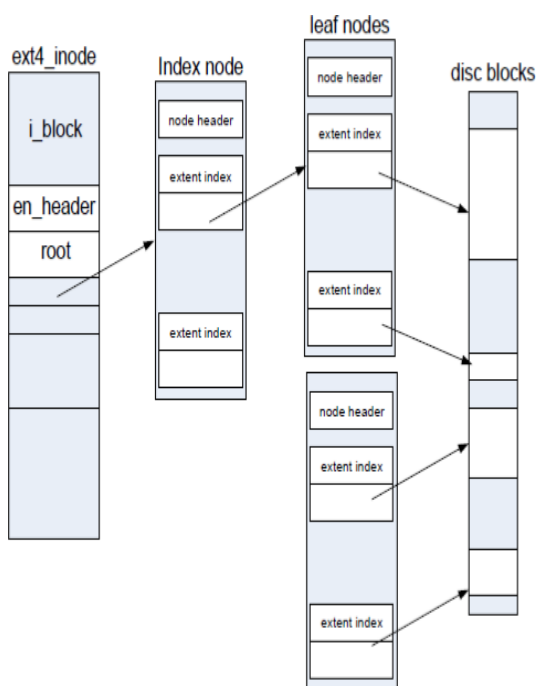 ext4_inode
i_block
en_header
root
Index node
node header
extent index
extent index
leaf nodes
node header
extent index
extent index
node header
extent index
extent index
disc blocks